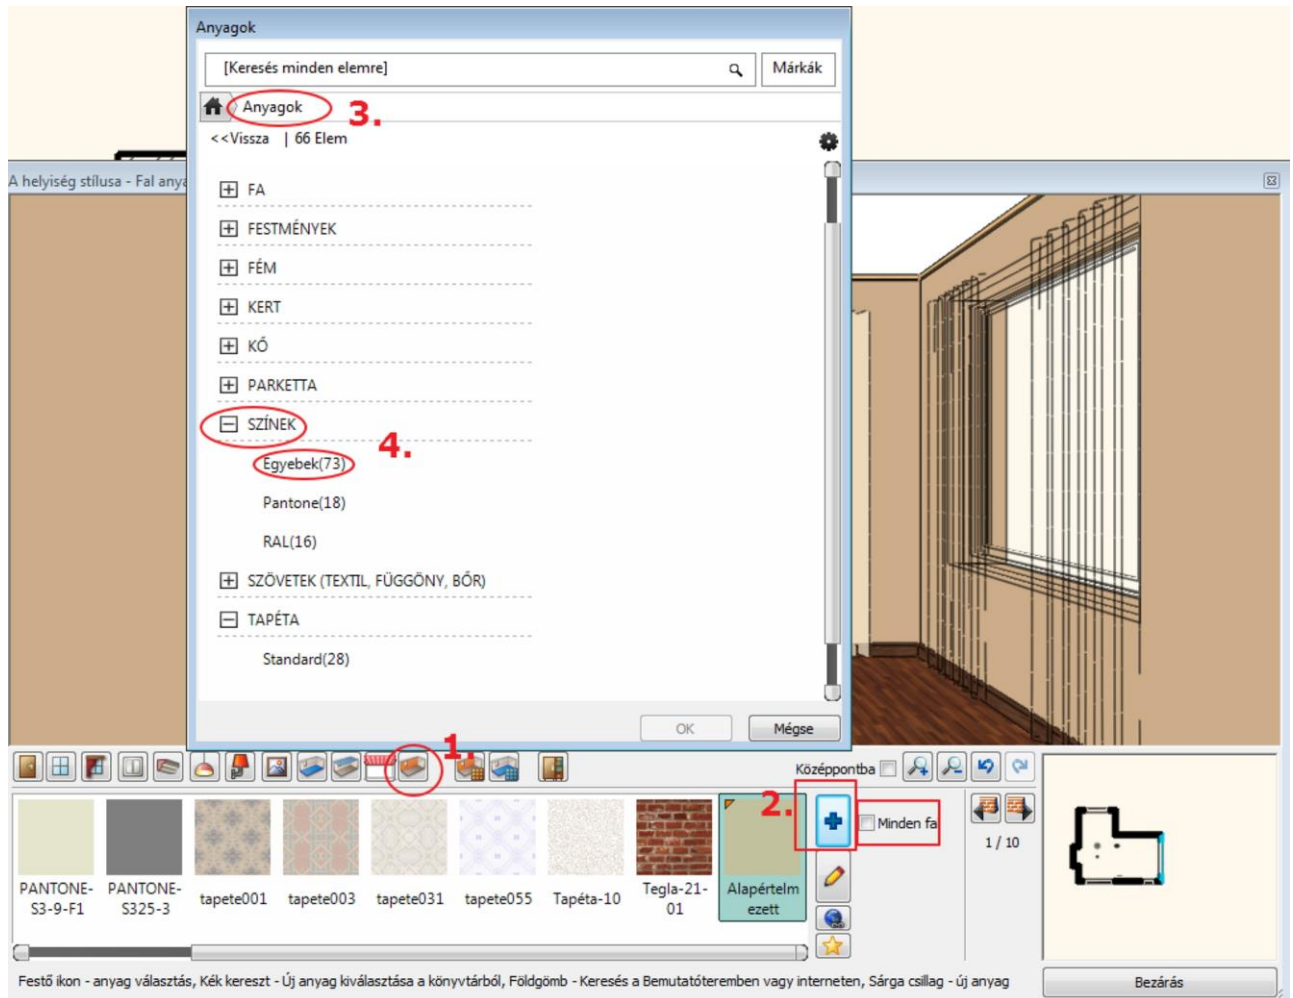 Anyagok
[Keresés minden elemre]
Márkák
Anyagok
3.
<<Vissza | 66 Elem
A helyiség stílusa - Fal anya
FA
FESTMÉNYEK
FÉM
KERT
KŐ
PARKETTA
SZÍNEK
4.
Egyebek(73)
Pantone(18)
RAL(16)
SZÖVETEK (TEXTIL, FÜGGÖNY, BŐR)
TAPÉTA
Standard(28)
OK
Mégse
1.
Középpontba
2.
Minden fa
1 / 10
PANTONE-
S3-9-F1
PANTONE-
S325-3
tapete001
tapete003
tapete031
tapete055
Tapéta-10
Tegla-21-
01
Alapértelm
ezett
Festő ikon - anyag választás, Kék kereszt - Új anyag kiválasztása a könyvtárból, Földgömb - Keresés a Bemutatóteremben vagy interneten, Sárga csillag - új anyag
Bezárás